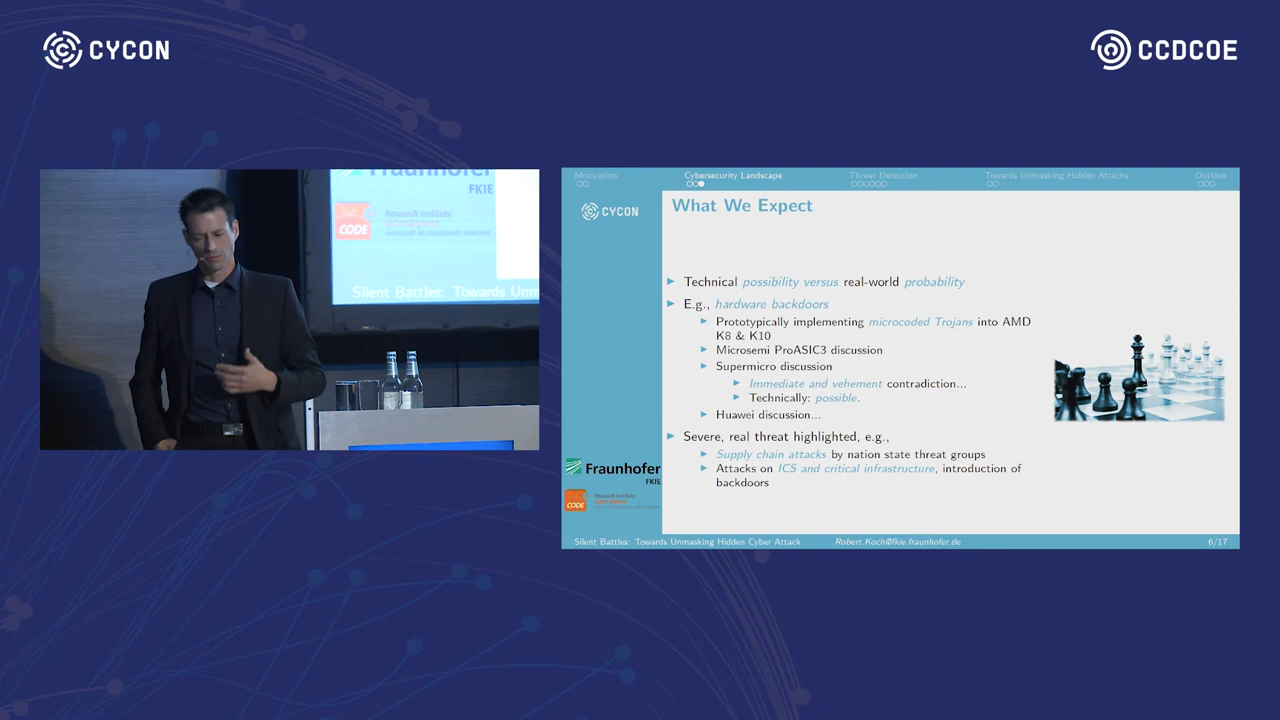 CYCON
CCDCOE
Fraunhofer
FKIE
Research Institute
CODE
Silent Battles: Towards Unm
Motivation
Cybersecurity Landscape
Threat Detection
Towards Unmasking Hidden Attacks
Outlook
CYCON
What We Expect
Technical possibility versus real-world probability
E.g., hardware backdoors
Prototypically implementing microcoded Trojans into AMD
K8 & K10
Microsemi ProASIC3 discussion
Supermicro discussion
Immediate and vehement contradiction...
Technically: possible.
Huawei discussion...
Severe, real threat highlighted, e.g.,
Supply chain attacks by nation state threat groups
Attacks on ICS and critical infrastructure, introduction of
backdoors
Fraunhofer
FKIE
Research Institute
CODE
Silent Battles: Towards Unmasking Hidden Cyber Attack
Robert.Koch@fkie.fraunhofer.de
6/17